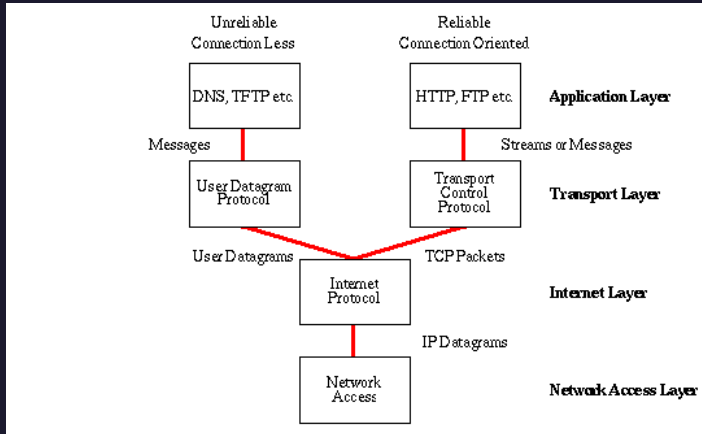 Unreliable
Connection Less
Reliable
Connection Oriented
DNS, TFTP etc.
HTTP, FTP etc.
Application Layer
Messages
Streams or Messages
User Datagram
Protocol
Transport
Control
Protocol
Transport Layer
User Datagrams
TCP Packets
Internet
Protocol
Internet Layer
IP Datagrams
Network
Access
Network Access Layer